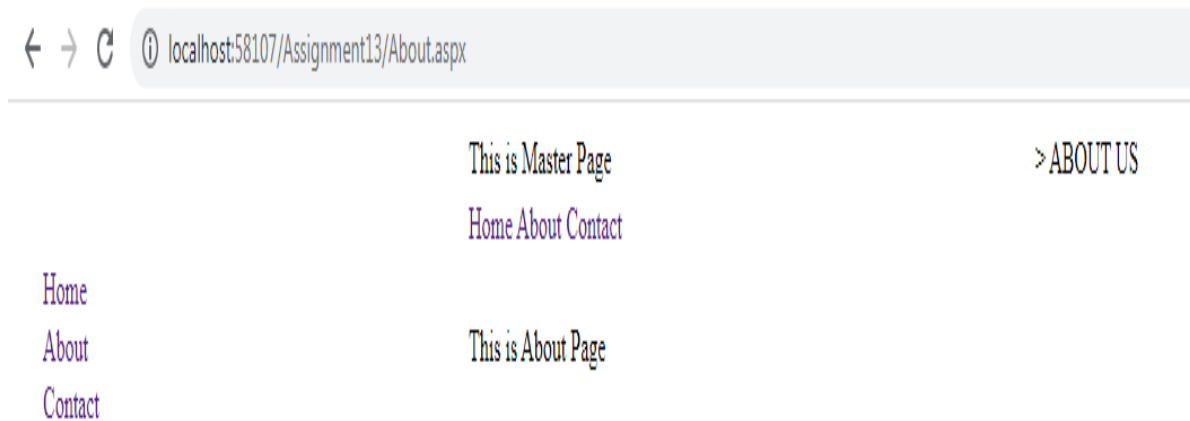 localhost:58107/Assignment13/About.aspx
This is Master Page
> ABOUT US
Home About Contact
Home
About
This is About Page
Contact